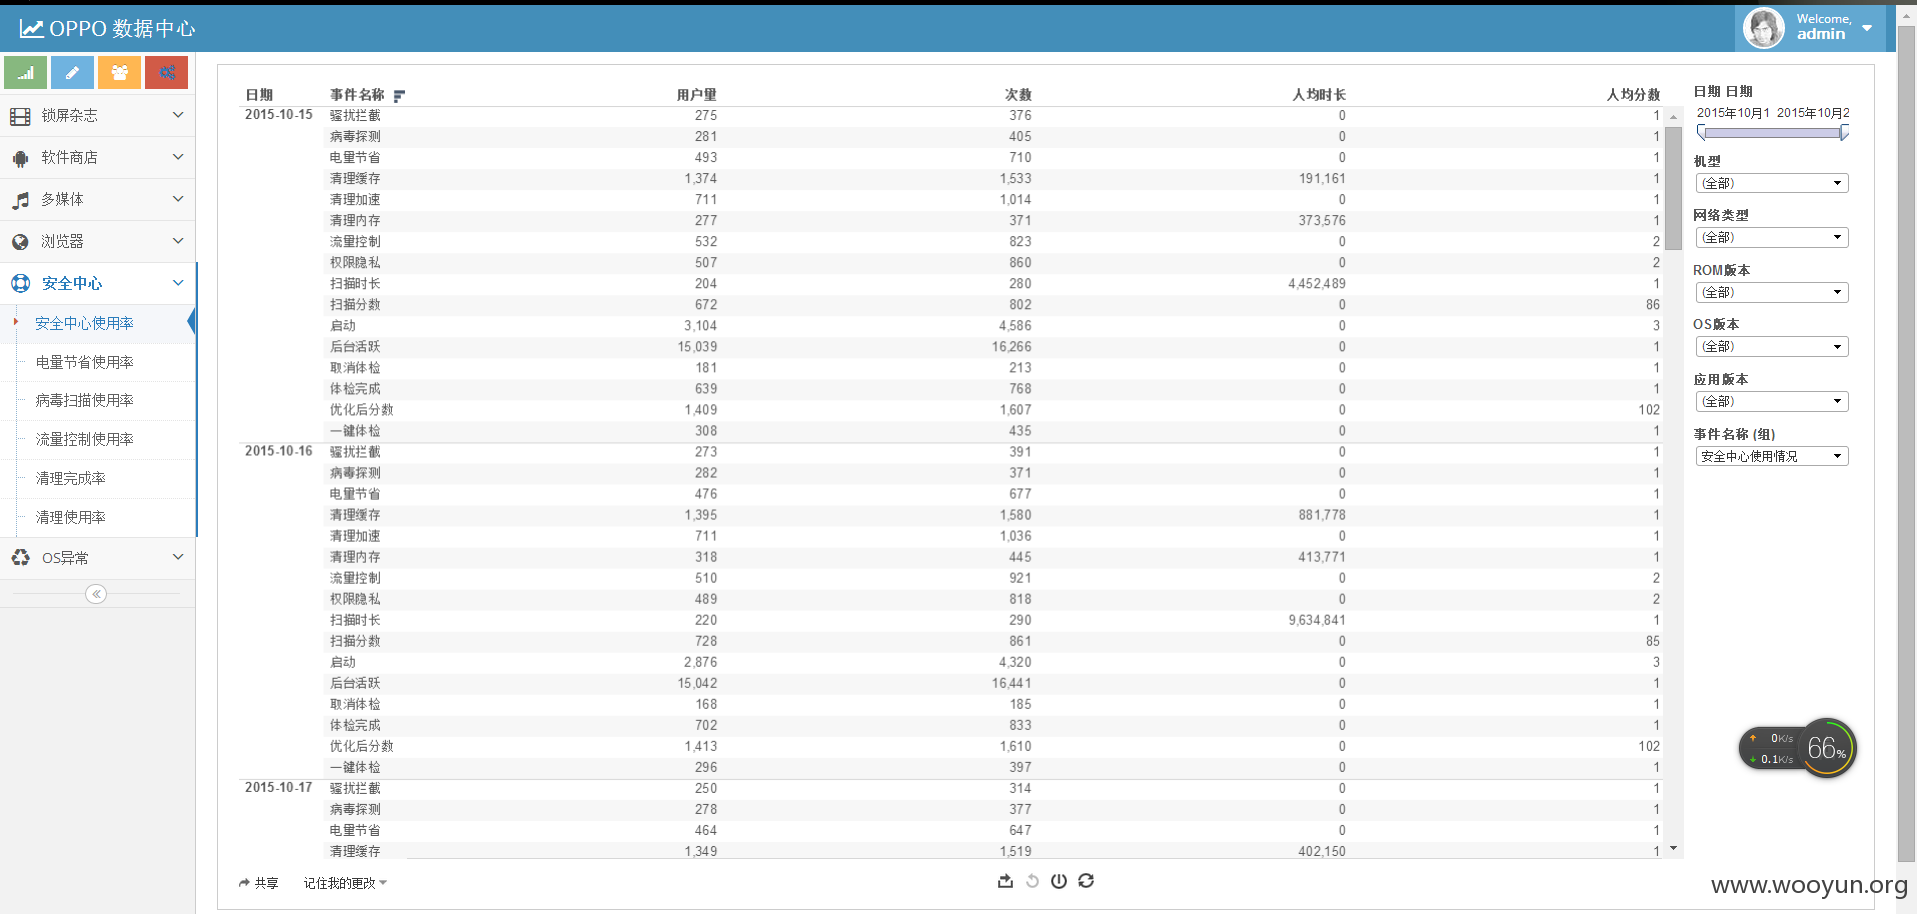 OPPO 数据中心
Welcome,
admin
锁屏杂志
软件商店
多媒体
浏览器
安全中心
安全中心使用率
电量节省使用率
病毒扫描使用率
流量控制使用率
清理完成率
清理使用率
OS异常
日期 事件名称 用户量 次数 人均时长 人均分数
2015-10-15 骚扰拦截 275 376 0 1
病毒探测 281 405 0 1
电量节省 493 710 0 1
清理缓存 1,374 1,533 191,161 1
清理加速 711 1,014 0 1
清理内存 277 371 373,576 1
流量控制 532 823 0 2
权限隐私 507 860 0 2
扫描时长 204 280 4,452,489 1
扫描分数 672 802 0 86
启动 3,104 4,586 0 3
后台活跃 15,039 16,266 0 1
取消体检 181 213 0 1
体检完成 639 768 0 1
优化后分数 1,409 1,607 0 102
一键体检 308 435 0 1
2015-10-16 骚扰拦截 273 391 0 1
病毒探测 282 371 0 1
电量节省 476 677 0 1
清理缓存 1,395 1,580 881,778 1
清理加速 711 1,036 0 1
清理内存 318 445 413,771 1
流量控制 510 921 0 2
权限隐私 489 818 0 2
扫描时长 220 290 9,634,841 1
扫描分数 728 861 0 85
启动 2,876 4,320 0 3
后台活跃 15,042 16,441 0 1
取消体检 168 185 0 1
体检完成 702 833 0 1
优化后分数 1,413 1,610 0 102
一键体检 296 397 0 1
2015-10-17 骚扰拦截 250 314 0 1
病毒探测 278 377 0 1
电量节省 464 647 0 1
清理缓存 1,349 1,519 402,150 1
共享 记住我的更改
日期 日期
2015年10月1 2015年10月2
机型
(全部)
网络类型
(全部)
ROM版本
(全部)
OS版本
(全部)
应用版本
(全部)
事件名称 (组)
安全中心使用情况
0K/s
0.1K/s
66%
www.wooyun.org